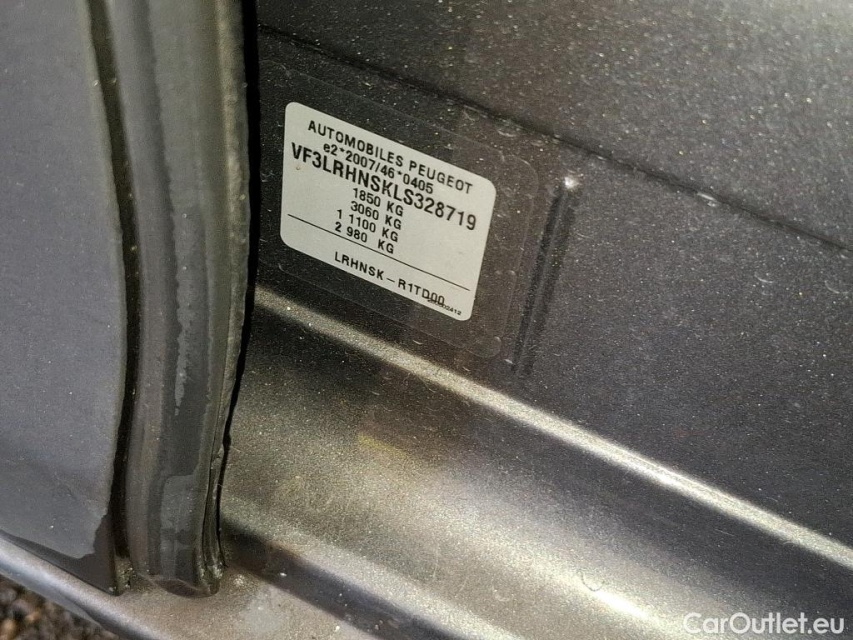 AUTOMOBILES PEUGEOT
e2*2007/46*0405
VF3LRHNSKLS328719
1850 KG
3060 KG
1 1100 KG
2 980 KG
LRHNSK-R1TD00
CarOutlet.eu